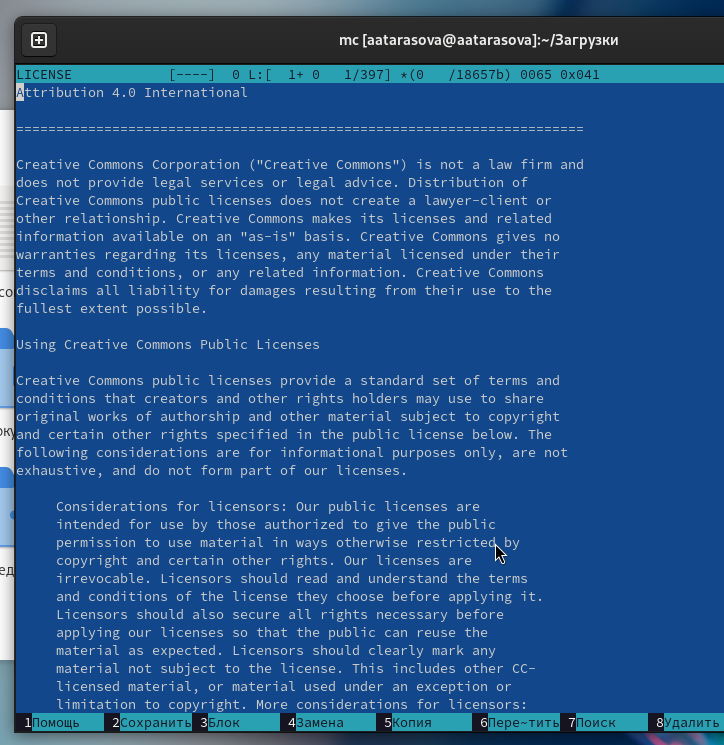 mc [aatarasova@aatarasova]:~/Загрузки
LICENSE [----] 0 L:[ 1+ 0 1/397] *(0 /18657b) 0065 0x041
Attribution 4.0 International
=======================================================================
Creative Commons Corporation ("Creative Commons") is not a law firm and
does not provide legal services or legal advice. Distribution of
Creative Commons public licenses does not create a lawyer-client or
other relationship. Creative Commons makes its licenses and related
information available on an "as-is" basis. Creative Commons gives no
warranties regarding its licenses, any material licensed under their
terms and conditions, or any related information. Creative Commons
disclaims all liability for damages resulting from their use to the
fullest extent possible.
Using Creative Commons Public Licenses
Creative Commons public licenses provide a standard set of terms and
conditions that creators and other rights holders may use to share
original works of authorship and other material subject to copyright
and certain other rights specified in the public license below. The
following considerations are for informational purposes only, are not
exhaustive, and do not form part of our licenses.
Considerations for licensors: Our public licenses are
intended for use by those authorized to give the public
permission to use material in ways otherwise restricted by
copyright and certain other rights. Our licenses are
irrevocable. Licensors should read and understand the terms
and conditions of the license they choose before applying it.
Licensors should also secure all rights necessary before
applying our licenses so that the public can reuse the
material as expected. Licensors should clearly mark any
material not subject to the license. This includes other CC-
licensed material, or material used under an exception or
limitation to copyright. More considerations for licensors:
1Помощь 2Сохранить 3Блок 4Замена 5Копия 6Пере~тить 7Поиск 8Удалить